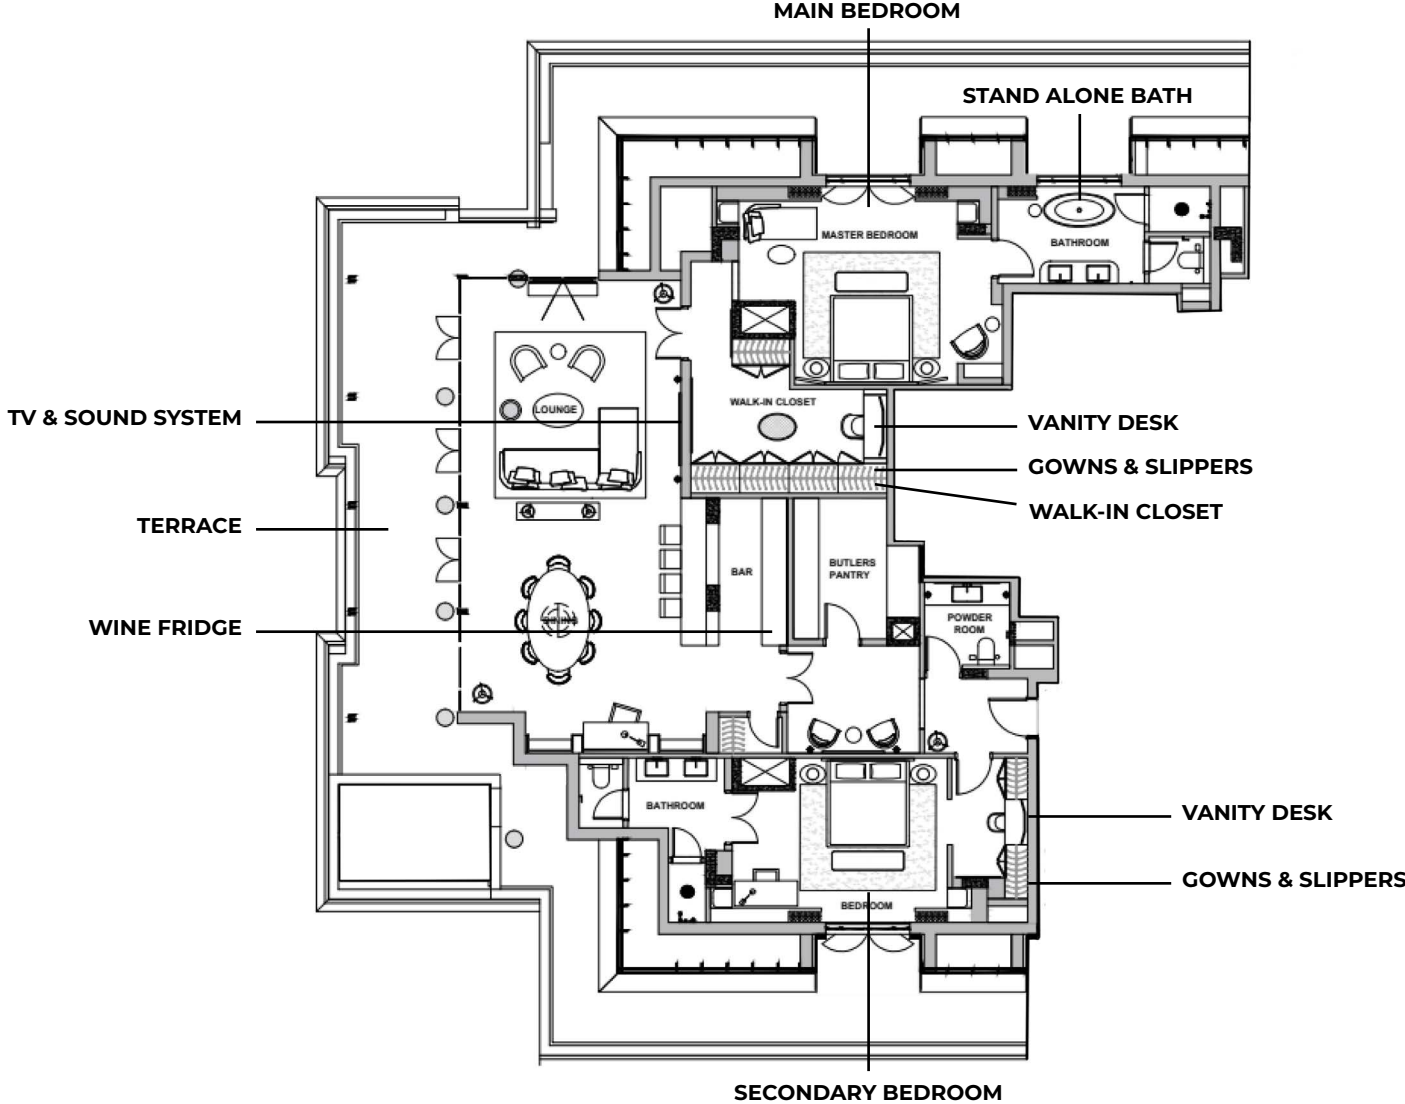 MAIN BEDROOM
STAND ALONE BATH
MASTER BEDROOM
BATHROOM
LOUNGE
WALK-IN CLOSET
TV & SOUND SYSTEM
VANITY DESK
GOWNS & SLIPPERS
WALK-IN CLOSET
TERRACE
BAR
BUTLERS
PANTRY
DINING
POWDER
ROOM
WINE FRIDGE
BATHROOM
VANITY DESK
GOWNS & SLIPPERS
BEDROOM
SECONDARY BEDROOM